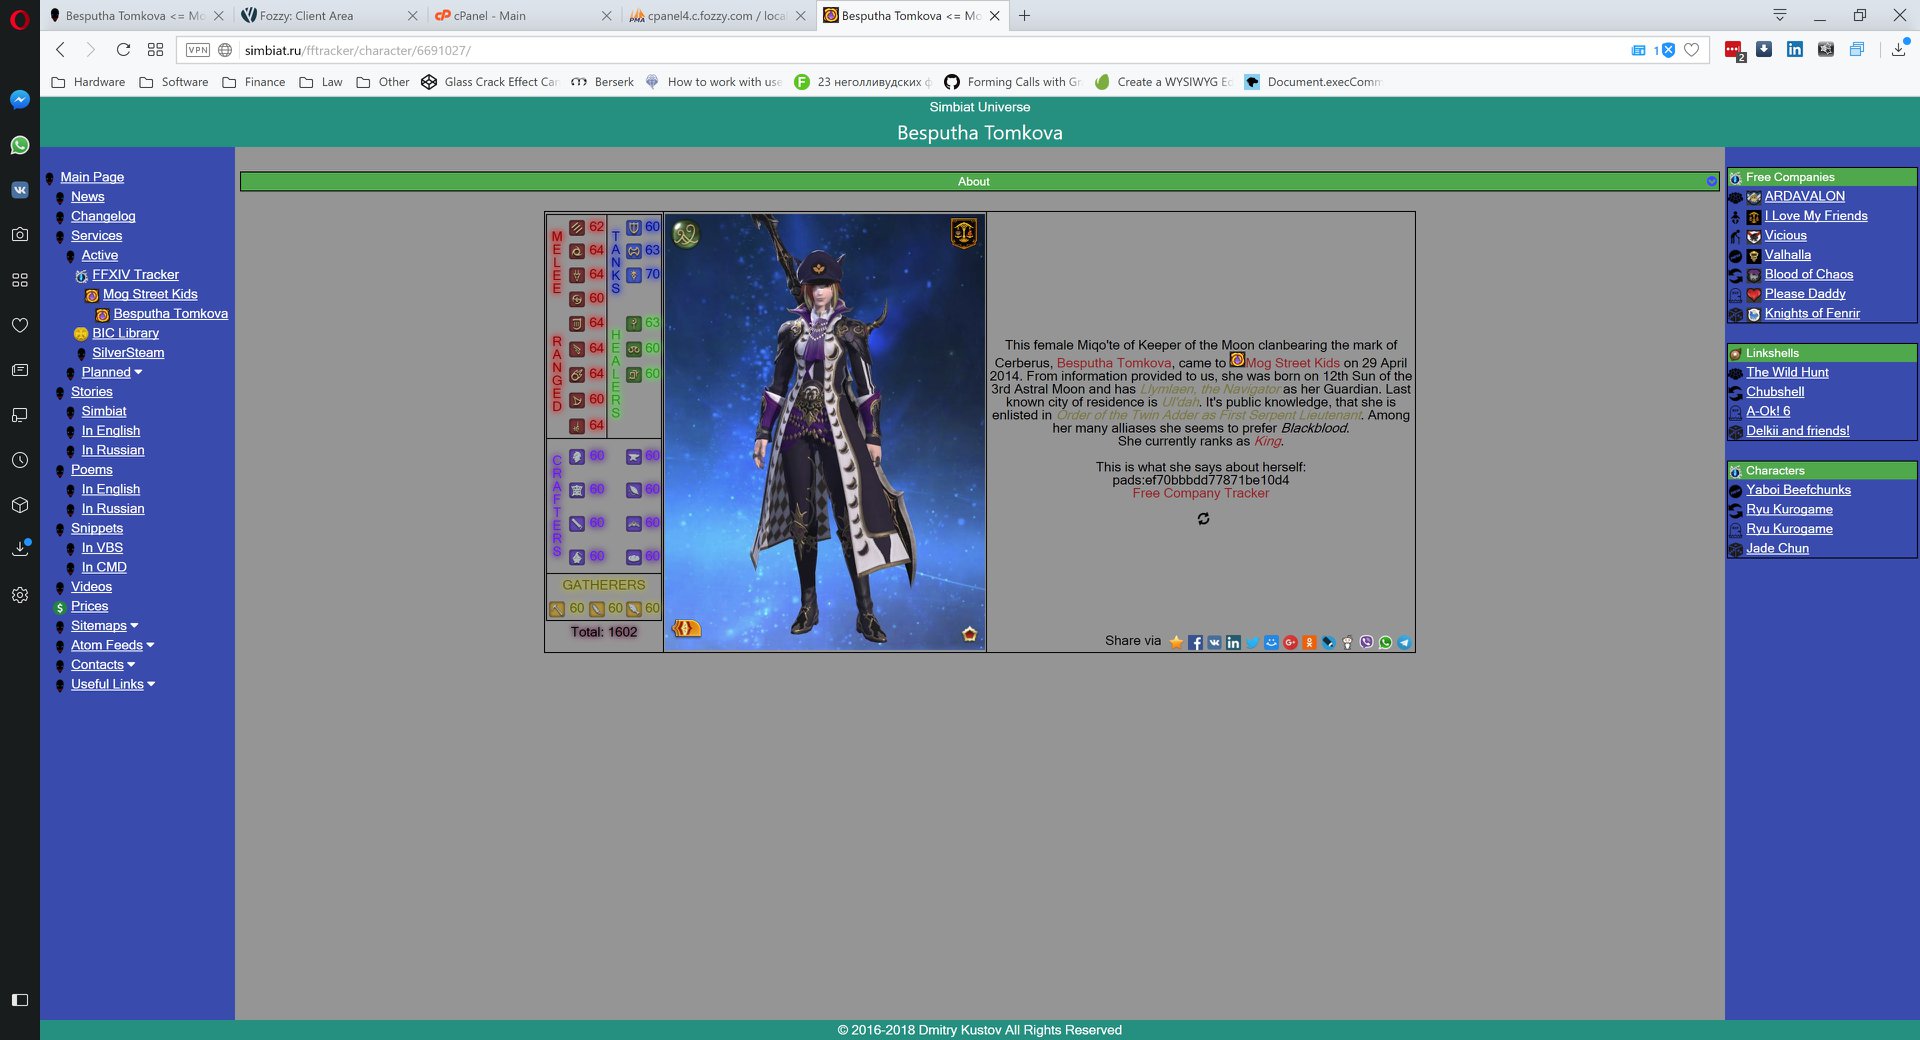 Besputha Tomkova <= Mo
Fozzy: Client Area
cPanel - Main
cpanel4.c.fozzy.com / loca
Besputha Tomkova <= Mo
VPN
simbiat.ru/fftracker/character/6691027/
1
2
Hardware
Software
Finance
Law
Other
Glass Crack Effect Can
Berserk
How to work with use
23 неголливудских ф
Forming Calls with Gr
Create a WYSIWYG Ed
Document.execComm
Simbiat Universe
Besputha Tomkova
Main Page
News
Changelog
Services
Active
FFXIV Tracker
Mog Street Kids
Besputha Tomkova
BIC Library
SilverSteam
Planned
Stories
Simbiat
In English
In Russian
Poems
In English
In Russian
Snippets
In VBS
In CMD
Videos
Prices
Sitemaps
Atom Feeds
Contacts
Useful Links
About
MELEE
62
64
64
60
TANKS
60
63
70
RANGED
64
64
64
60
64
HEALERS
63
60
60
CRAFTERS
60 60
60 60
60 60
60 60
GATHERERS
60 60 60
Total: 1602
This female Miqo'te of Keeper of the Moon clanbearing the mark of
Cerberus, Besputha Tomkova, came to Mog Street Kids on 29 April
2014. From information provided to us, she was born on 12th Sun of the
3rd Astral Moon and has Llymlaen, the Navigator as her Guardian. Last
known city of residence is Ul'dah. It's public knowledge, that she is
enlisted in Order of the Twin Adder as First Serpent Lieutenant. Among
her many alliases she seems to prefer Blackblood.
She currently ranks as King.
This is what she says about herself:
pads:ef70bbbdd77871be10d4
Free Company Tracker
Share via
Free Companies
ARDAVALON
I Love My Friends
Vicious
Valhalla
Blood of Chaos
Please Daddy
Knights of Fenrir
Linkshells
The Wild Hunt
Chubshell
A-Ok! 6
Delkii and friends!
Characters
Yaboi Beefchunks
Ryu Kurogame
Ryu Kurogame
Jade Chun
© 2016-2018 Dmitry Kustov All Rights Reserved